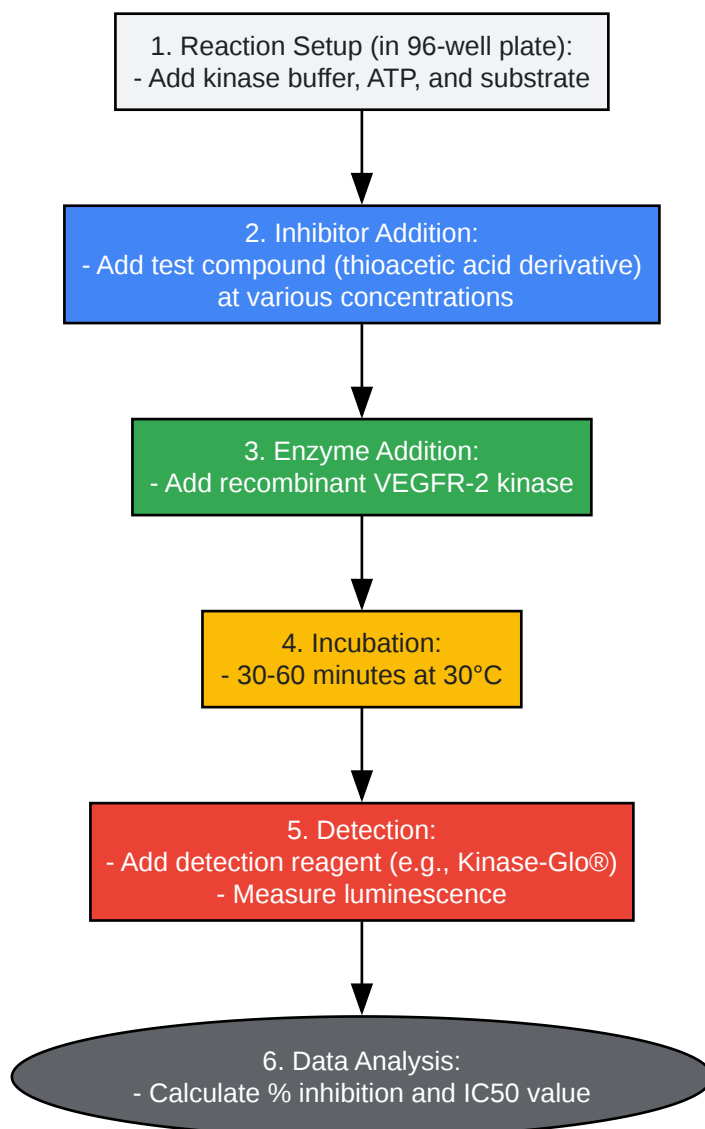 1. Reaction Setup (in 96-well plate):
- Add kinase buffer, ATP, and substrate
2. Inhibitor Addition:
- Add test compound (thioacetic acid derivative)
at various concentrations
3. Enzyme Addition:
- Add recombinant VEGFR-2 kinase
4. Incubation:
- 30-60 minutes at 30°C
5. Detection:
- Add detection reagent (e.g., Kinase-Glo®)
- Measure luminescence
6. Data Analysis:
- Calculate % inhibition and IC50 value